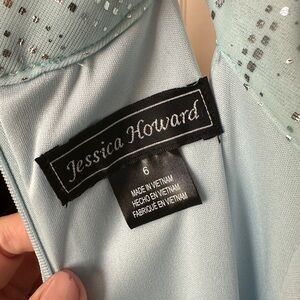 Jessica Howard
6
MADE IN VIETNAM
HECHO EN VIETNAM
FABRIQUÉ EN VIETNAM